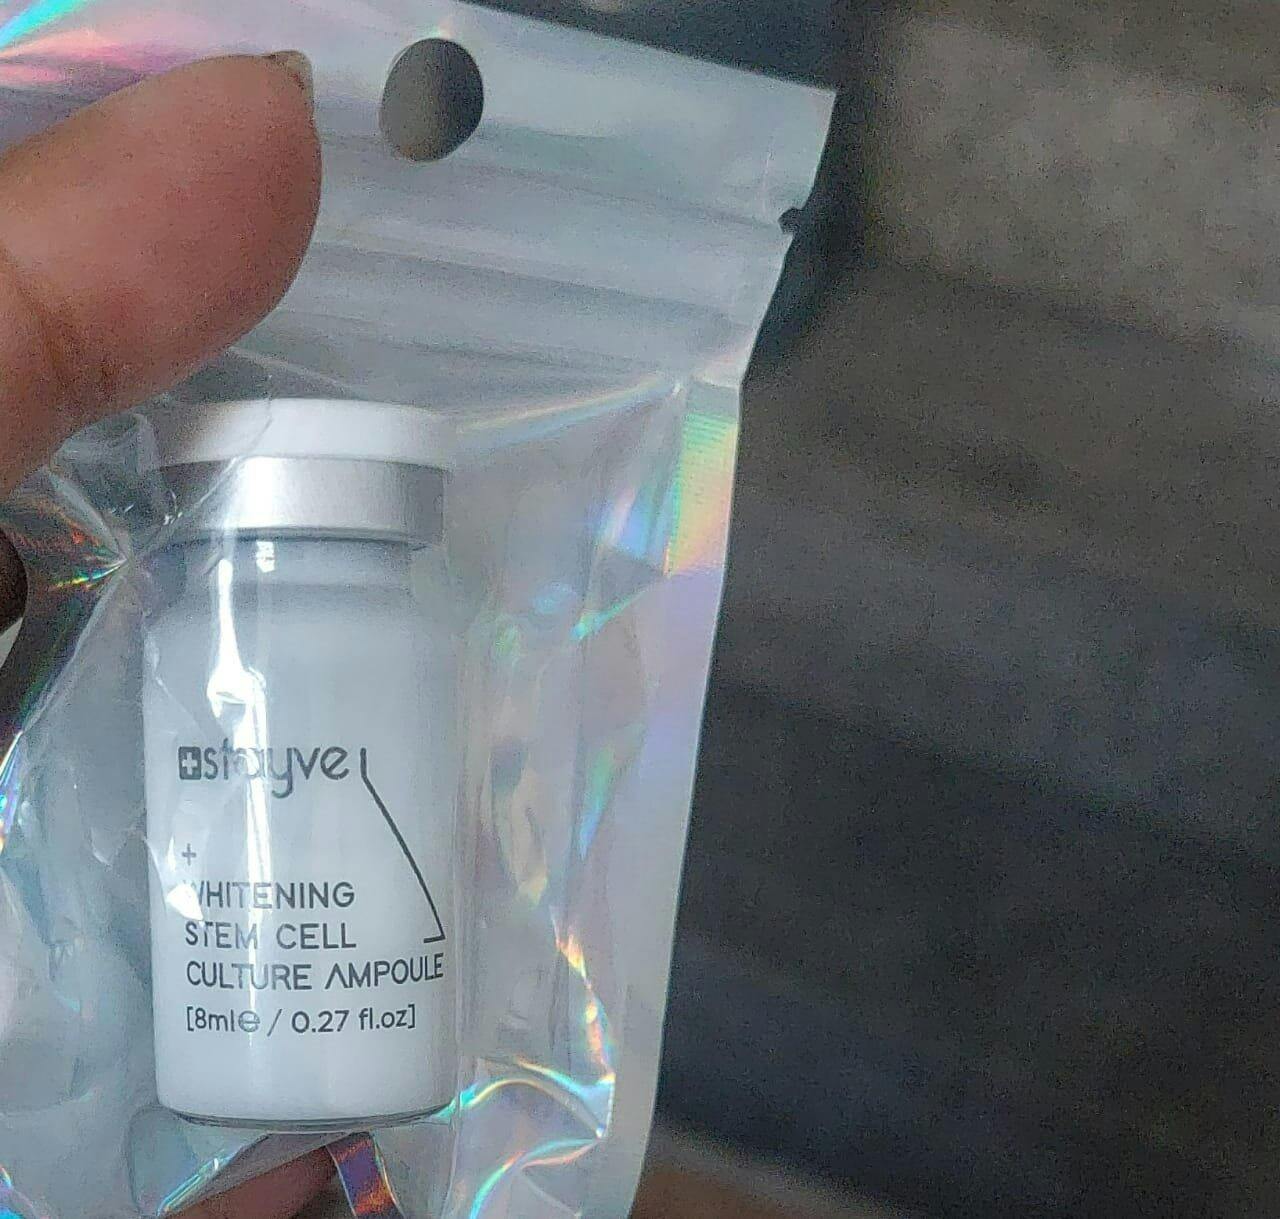 stayve
+
WHITENING
STEM CELL
CULTURE AMPOULE
[8ml℮ / 0.27 fl.oz]